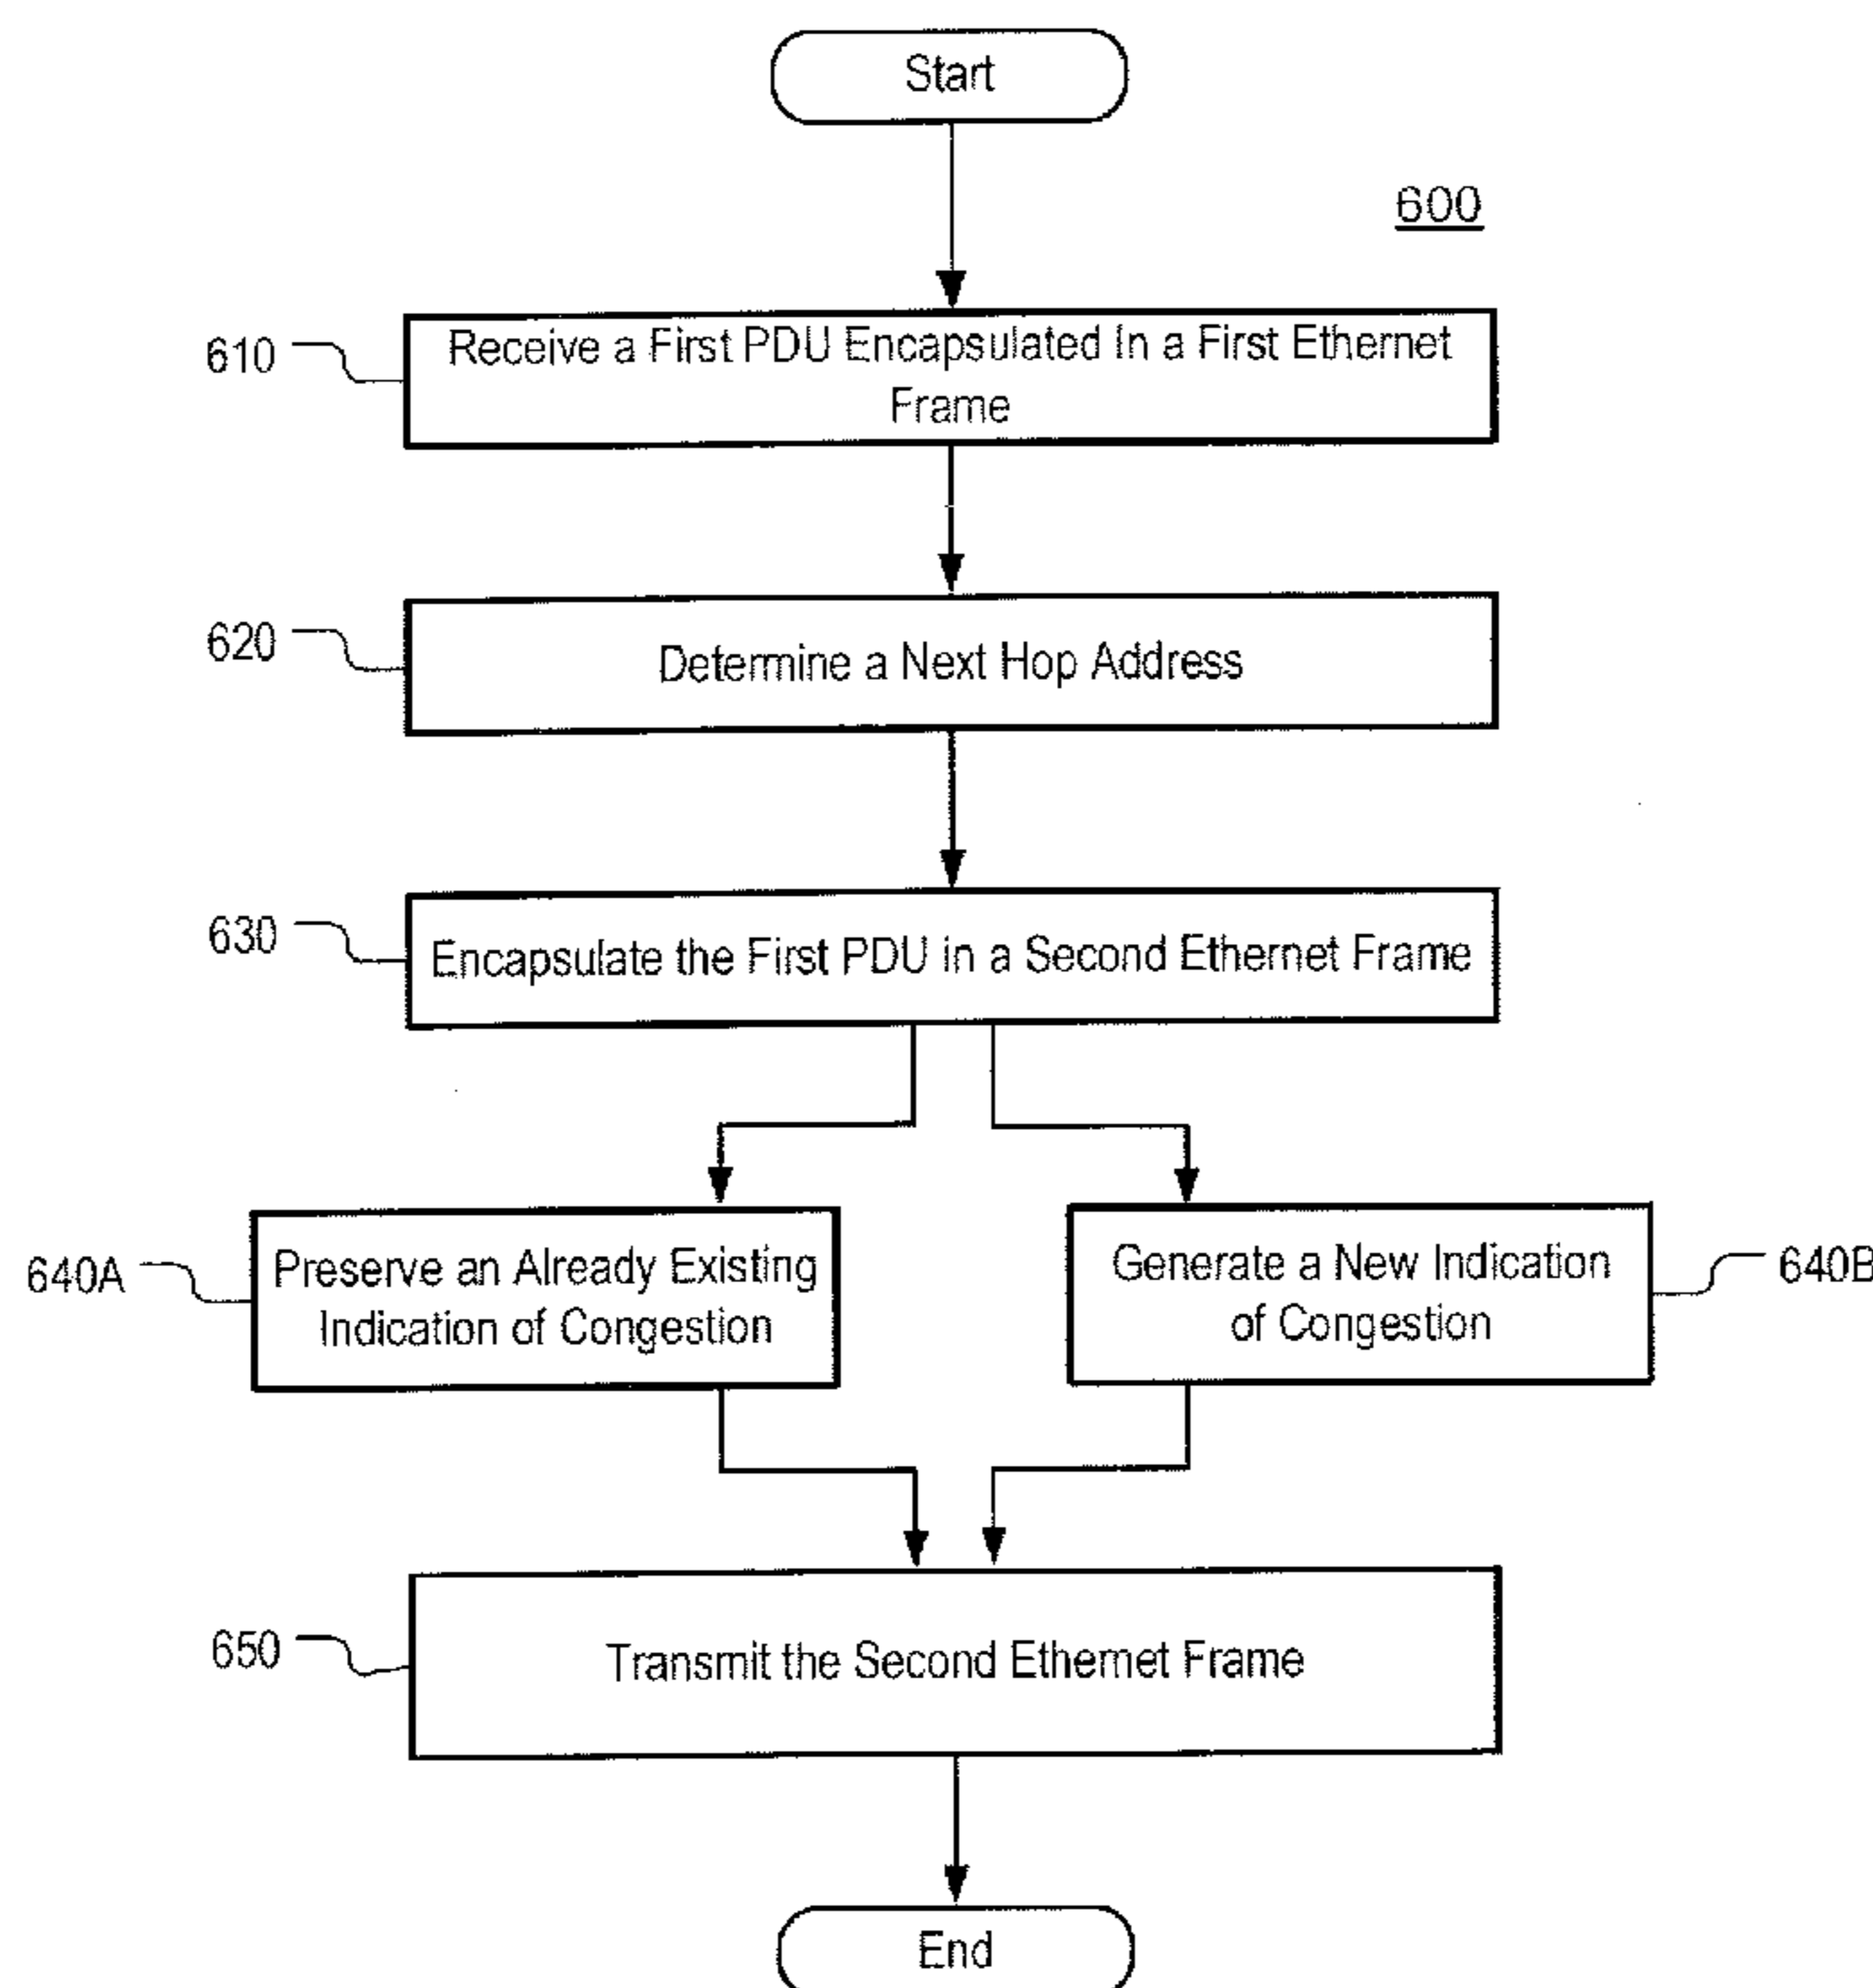 Start
600
610
Receive a First PDU Encapsulated In a First Ethernet
Frame
620
Determine a Next Hop Address
630
Encapsulate the First PDU in a Second Ethernet Frame
640A
Preserve an Already Existing
Indication of Congestion
Generate a New Indication
of Congestion
640B
650
Transmit the Second Ethernet Frame
End